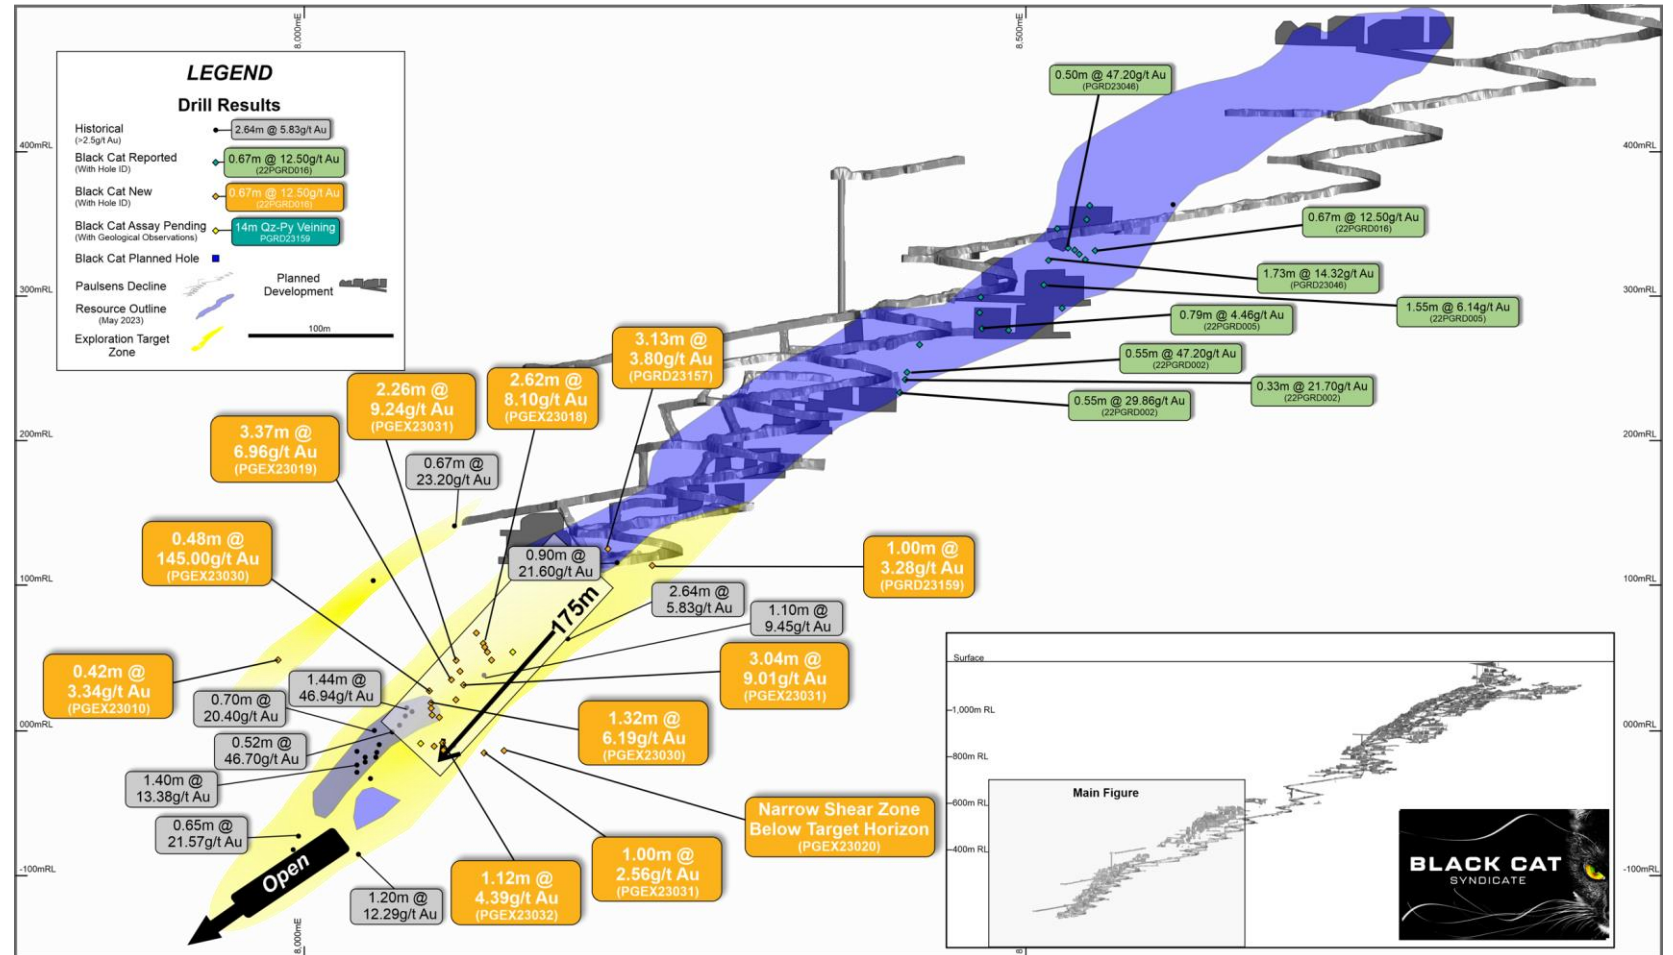 8,000mE
8,500mE
LEGEND
Drill Results
Historical
(>2.5g/t Au)
2.64m @ 5.83g/t Au
Black Cat Reported
(With Hole ID)
0.67m @ 12.50g/t Au
(22PGRD016)
Black Cat New
(With Hole ID)
0.67m @ 12.50g/t Au
(22PGRD016)
Black Cat Assay Pending
(With Geological Observations)
14m Qz-Py Veining
PGRD23159
Black Cat Planned Hole
Paulsens Decline
Planned
Development
Resource Outline
(May 2023)
Exploration Target
Zone
100m
400mRL
300mRL
200mRL
100mRL
000mRL
-100mRL
400mRL
300mRL
200mRL
100mRL
000mRL
-100mRL
0.50m @ 47.20g/t Au
(PGRD23046)
0.67m @ 12.50g/t Au
(22PGRD016)
1.73m @ 14.32g/t Au
(PGRD23046)
1.55m @ 6.14g/t Au
(22PGRD005)
0.79m @ 4.46g/t Au
(22PGRD005)
0.55m @ 47.20g/t Au
(22PGRD002)
0.33m @ 21.70g/t Au
(22PGRD002)
0.55m @ 29.86g/t Au
(22PGRD002)
3.13m @
3.80g/t Au
(PGRD23157)
2.62m @
8.10g/t Au
(PGEX23018)
2.26m @
9.24g/t Au
(PGEX23031)
3.37m @
6.96g/t Au
(PGEX23019)
0.67m @
23.20g/t Au
0.48m @
145.00g/t Au
(PGEX23030)
0.90m @
21.60g/t Au
1.00m @
3.28g/t Au
(PGRD23159)
2.64m @
5.83g/t Au
1.10m @
9.45g/t Au
175m
0.42m @
3.34g/t Au
(PGEX23010)
1.44m @
46.94g/t Au
0.70m @
20.40g/t Au
0.52m @
46.70g/t Au
1.40m @
13.38g/t Au
0.65m @
21.57g/t Au
3.04m @
9.01g/t Au
(PGEX23031)
1.32m @
6.19g/t Au
(PGEX23030)
Narrow Shear Zone
Below Target Horizon
(PGEX23020)
1.00m @
2.56g/t Au
(PGEX23031)
1.12m @
4.39g/t Au
(PGEX23032)
1.20m @
12.29g/t Au
Open
8,000mE
Surface
1,000m RL
800m RL
600m RL
400m RL
Main Figure
BLACK CAT
SYNDICATE